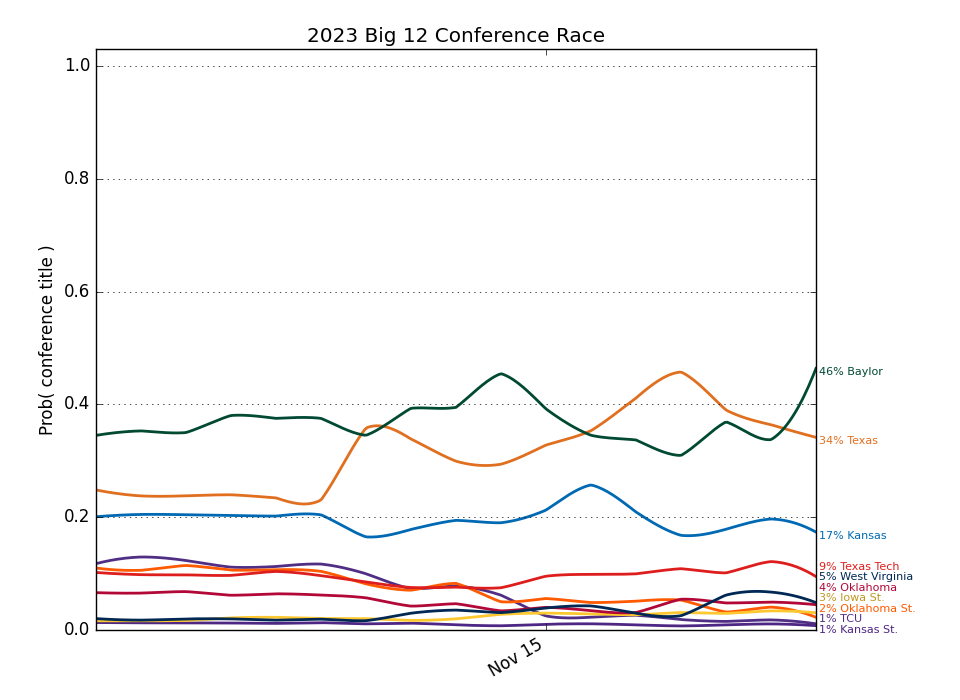 2023 Big 12 Conference Race
Prob( conference title )
1.0
0.8
0.6
0.4
0.2
0.0
Nov 15
46% Baylor
34% Texas
17% Kansas
9% Texas Tech
5% West Virginia
4% Oklahoma
3% Iowa St.
2% Oklahoma St.
1% TCU
1% Kansas St.